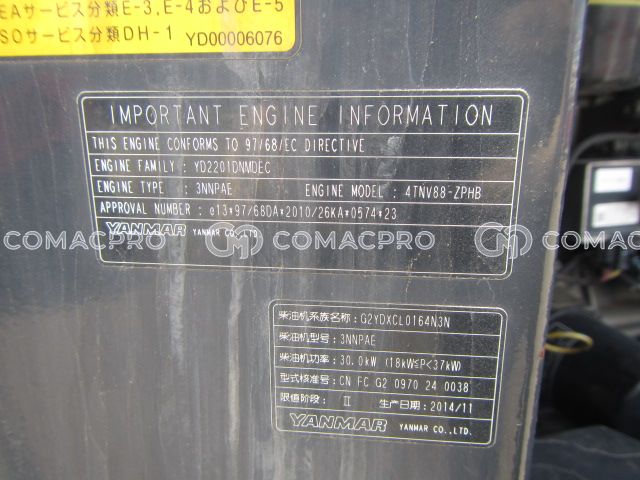 EAサービス分類E-3,E-4およびE-5
SOサービス分類DH-1 YD00006076
IMPORTANT ENGINE INFORMATION
THIS ENGINE CONFORMS TO 97/68/EC DIRECTIVE
ENGINE FAMILY : YD2201DNMDEC
ENGINE TYPE : 3NNPAE ENGINE MODEL : 4TNV88-ZPHB
APPROVAL NUMBER : e13*97/68DA*2010/26KA*0574*23
YANMAR YANMAR CO.,LTD.
COMACPRO COMACPRO COMACPRO
柴油机系族名称: G2YDXCL0164N3N
柴油机型号: 3NNPAE
柴油机功率: 30.0kW (18kW≦P<37kW)
型式核准号: CN FC G2 0970 24 0038
限值阶段: II 生产日期: 2014/11
YANMAR YANMAR CO.,LTD.